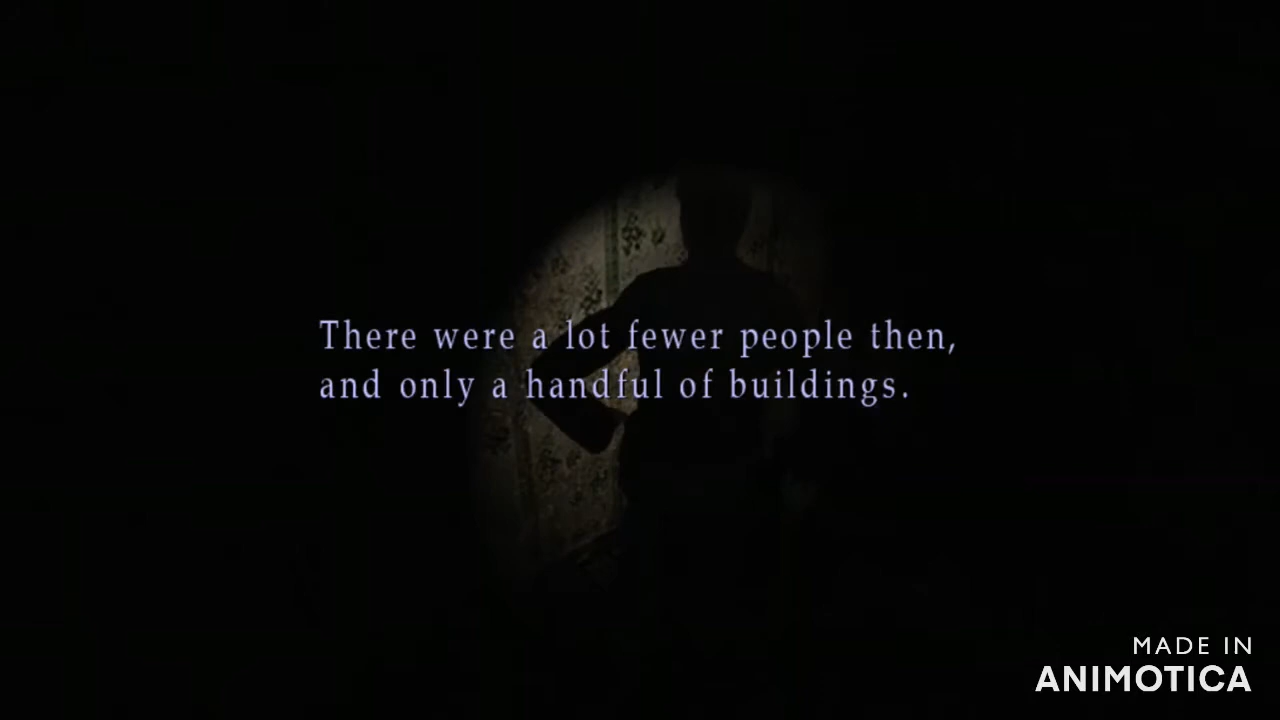 There were a lot fewer people then,
and only a handful of buildings.
MADE IN
ANIMOTICA